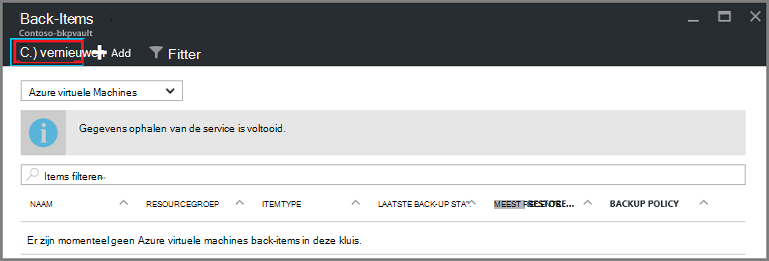 Back-Items
Contoso-bkpvault
C.) vernieuwen Add Fitter
Azure virtuele Machines
Gegevens ophalen van de service is voltooid.
Items filteren
NAAM RESOURCEGROEP ITEMTYPE LAATSTE BACK-UP STA... MEEST RESTORE... BACKUP POLICY
Er zijn momenteel geen Azure virtuele machines back-items in deze kluis.